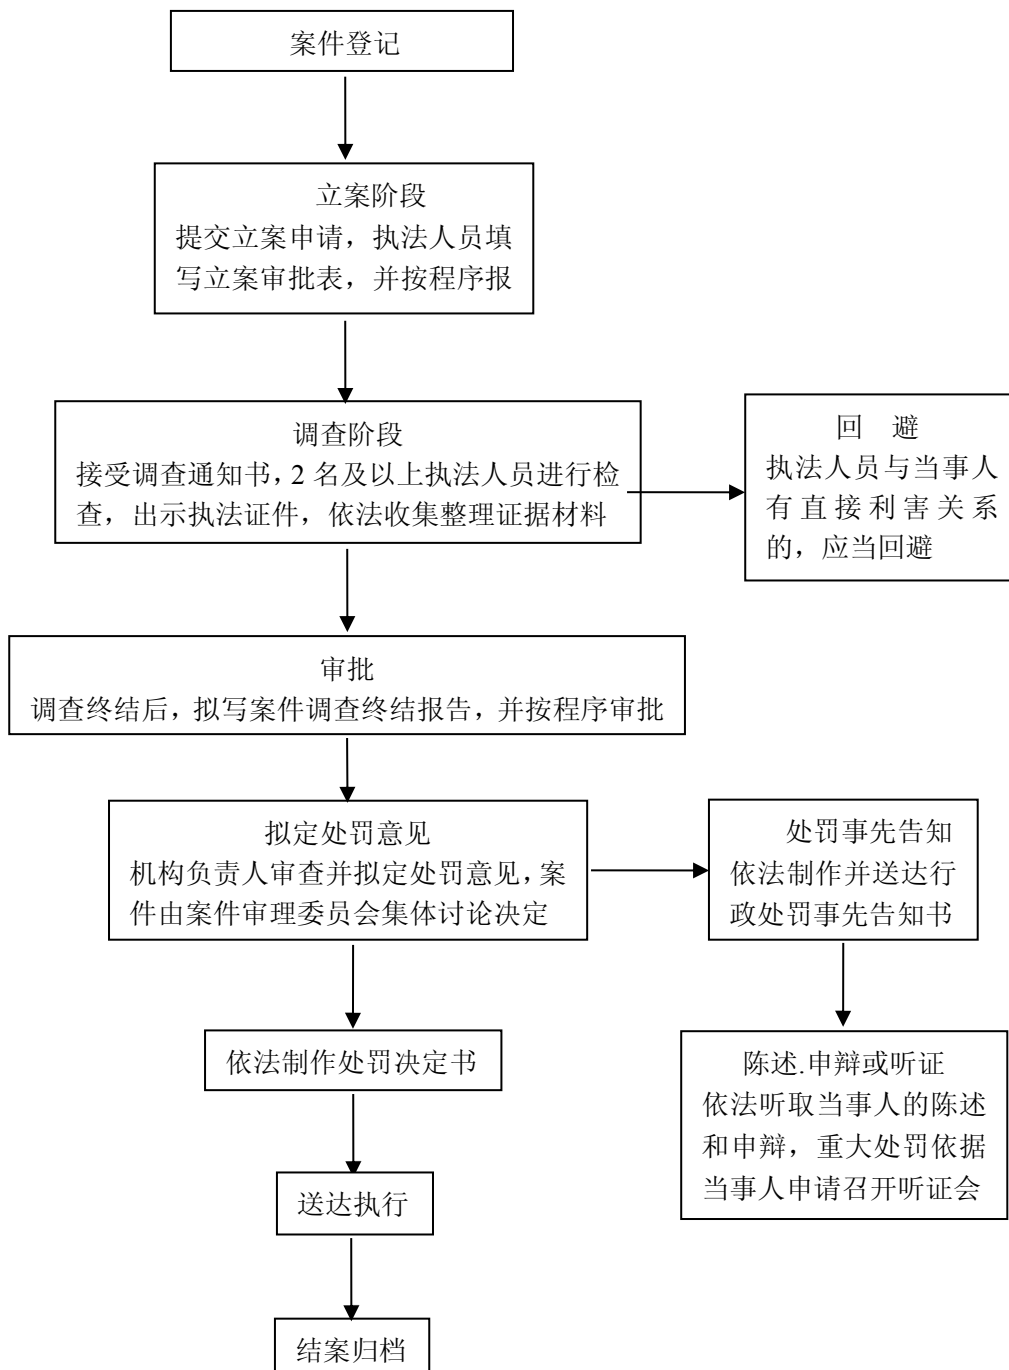 案件登记
立案阶段
提交立案申请，执法人员填
写立案审批表，并按程序报
调查阶段
接受调查通知书，2 名及以上执法人员进行检
查，出示执法证件，依法收集整理证据材料
回 避
执法人员与当事人
有直接利害关系
的，应当回避
审批
调查终结后，拟写案件调查终结报告，并按程序审批
拟定处罚意见
机构负责人审查并拟定处罚意见，案
件由案件审理委员会集体讨论决定
处罚事先告知
依法制作并送达行
政处罚事先告知书
依法制作处罚决定书
陈述.申辩或听证
依法听取当事人的陈述
和申辩，重大处罚依据
当事人申请召开听证会
送达执行
结案归档